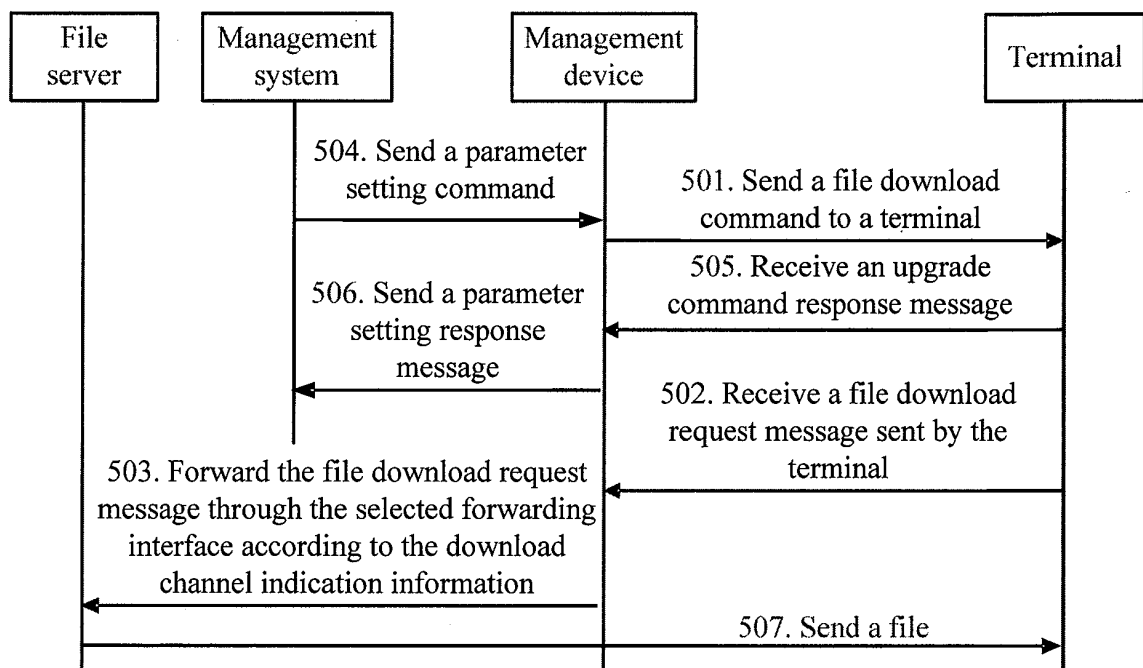 File
server
Management
system
Management
device
Terminal
504. Send a parameter
setting command
501. Send a file download
command to a terminal
505. Receive an upgrade
command response message
506. Send a parameter
setting response
message
502. Receive a file download
request message sent by the
terminal
503. Forward the file download request
message through the selected forwarding
interface according to the download
channel indication information
507. Send a file